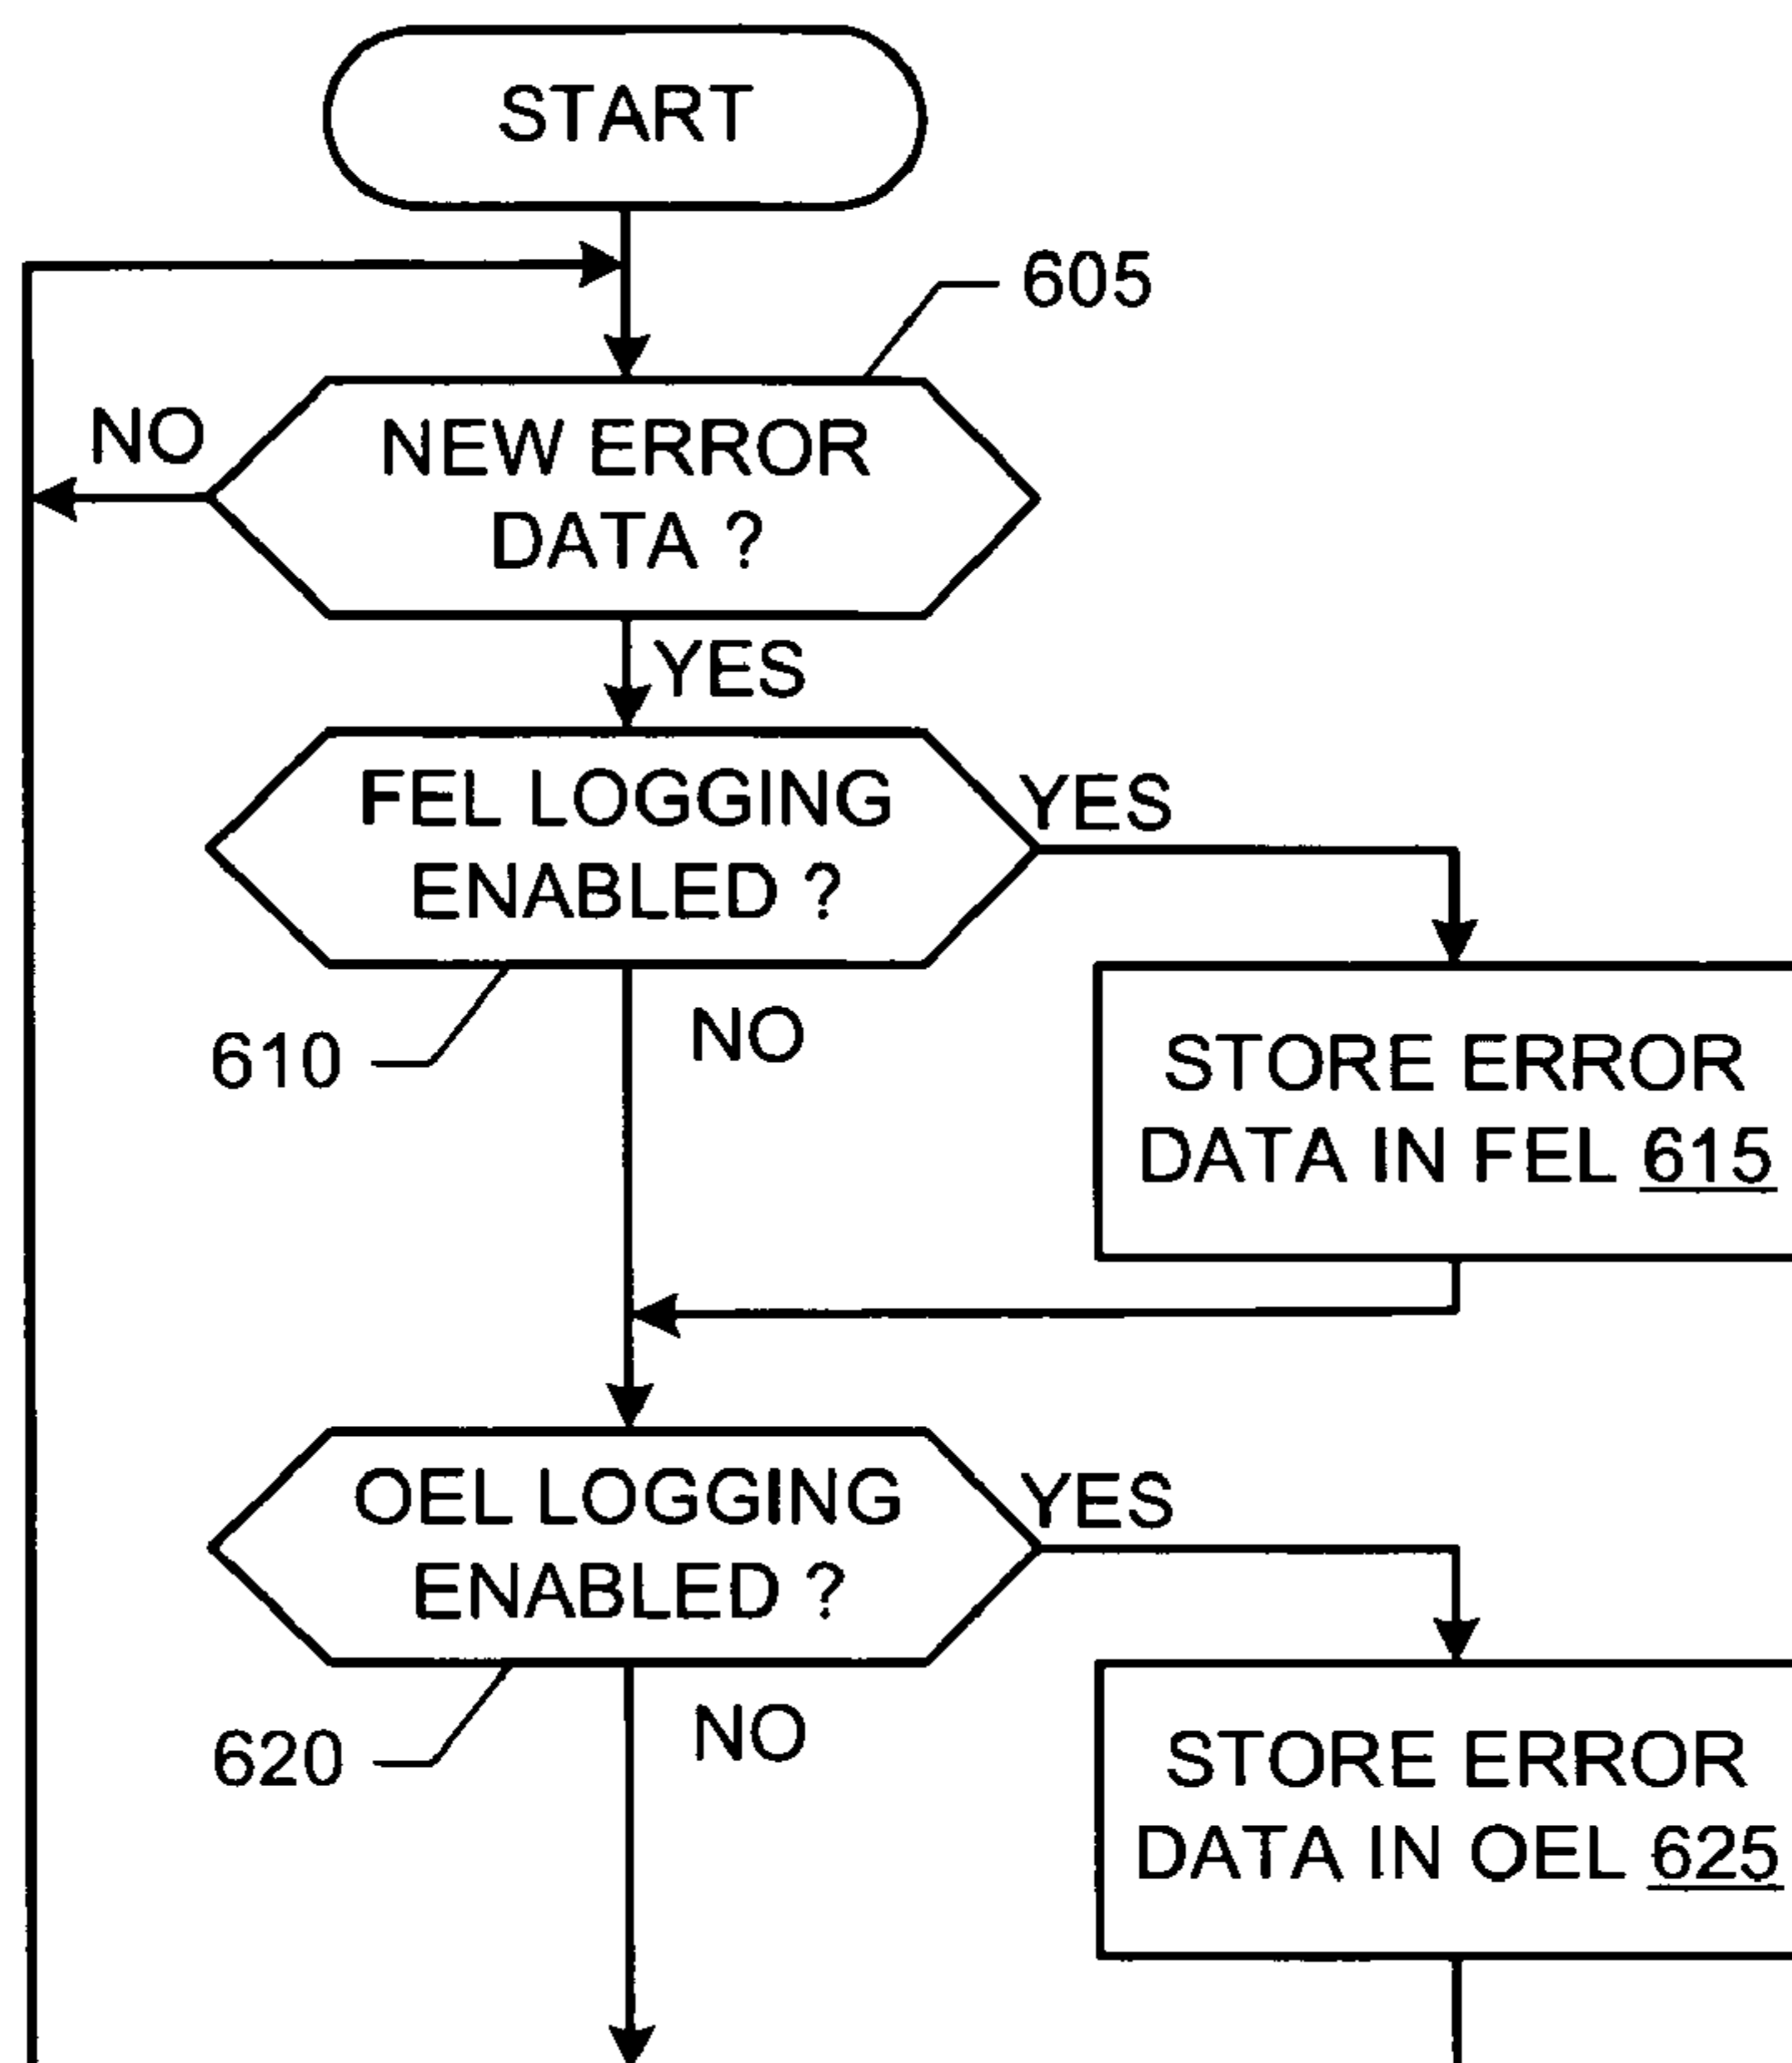 START
605
NO
NEW ERROR
DATA ?
YES
FEL LOGGING
ENABLED ?
YES
610
NO
STORE ERROR
DATA IN FEL 615
OEL LOGGING
ENABLED ?
YES
620
NO
STORE ERROR
DATA IN OEL 625